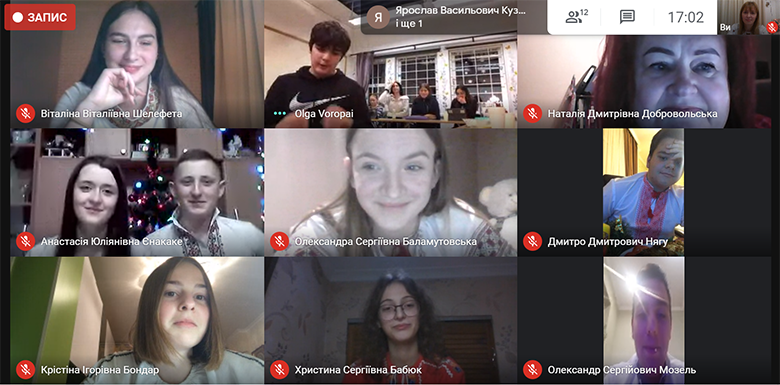 ЗАПИС
Ярослав Васильович Куз...
Я
і ще 1
12
17:02
Ви
Віталіна Віталіївна Шелефета
Olga Voropai
Наталія Дмитрівна Добровольська
Анастасія Юліянівна Єнакаке
Олександра Сергіївна Баламутовська
Дмитро Дмитрович Нягу
Крістіна Ігорівна Бондар
Христина Сергіївна Бабюк
Олександр Сергійович Мозель